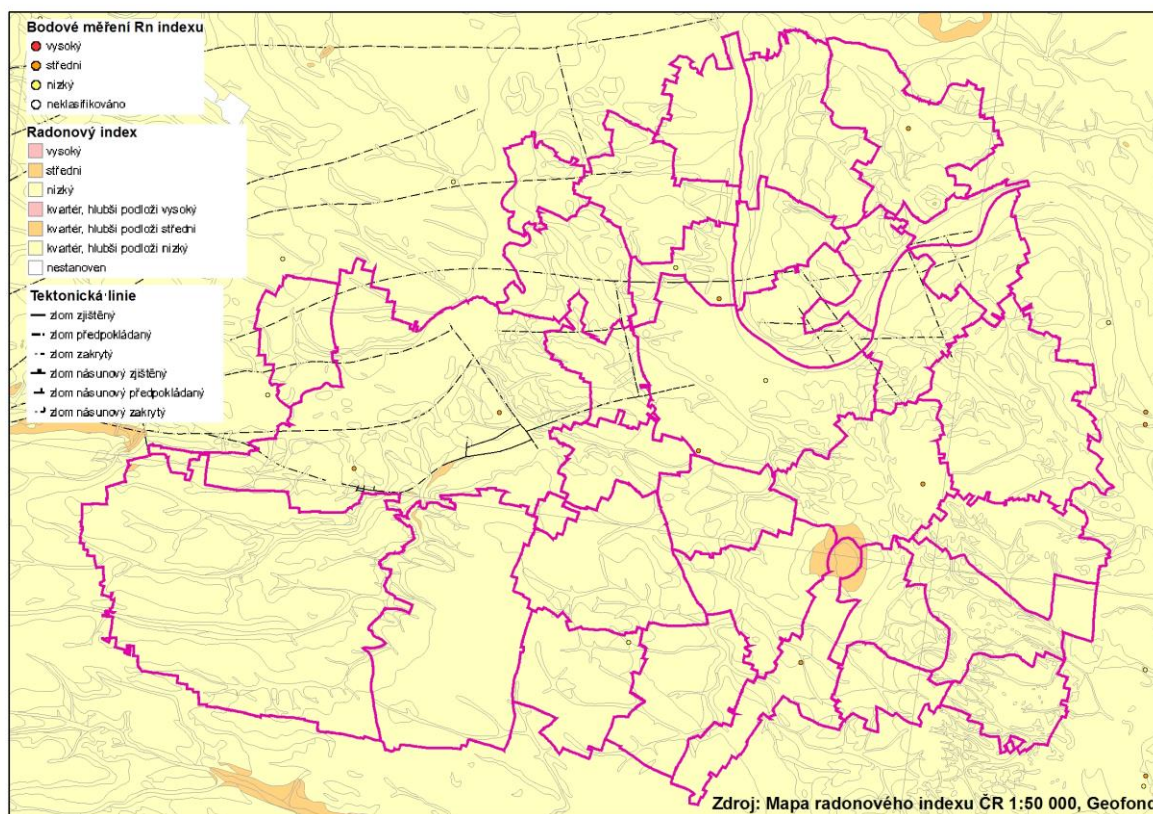 Bodové měření Rn indexu
vysoký
střední
nízký
neklasifikováno
Radonový index
vysoký
střední
nízký
kvartér, hlubší podloží vysoký
kvartér, hlubší podloží střední
kvartér, hlubší podloží nízký
nestanoven
Tektonická linie
zlom zjištěný
zlom předpokládaný
zlom zakrytý
zlom násunový zjištěný
zlom násunový předpokládaný
zlom násunový zakrytý
Zdroj: Mapa radonového indexu ČR 1:50 000, Geofond